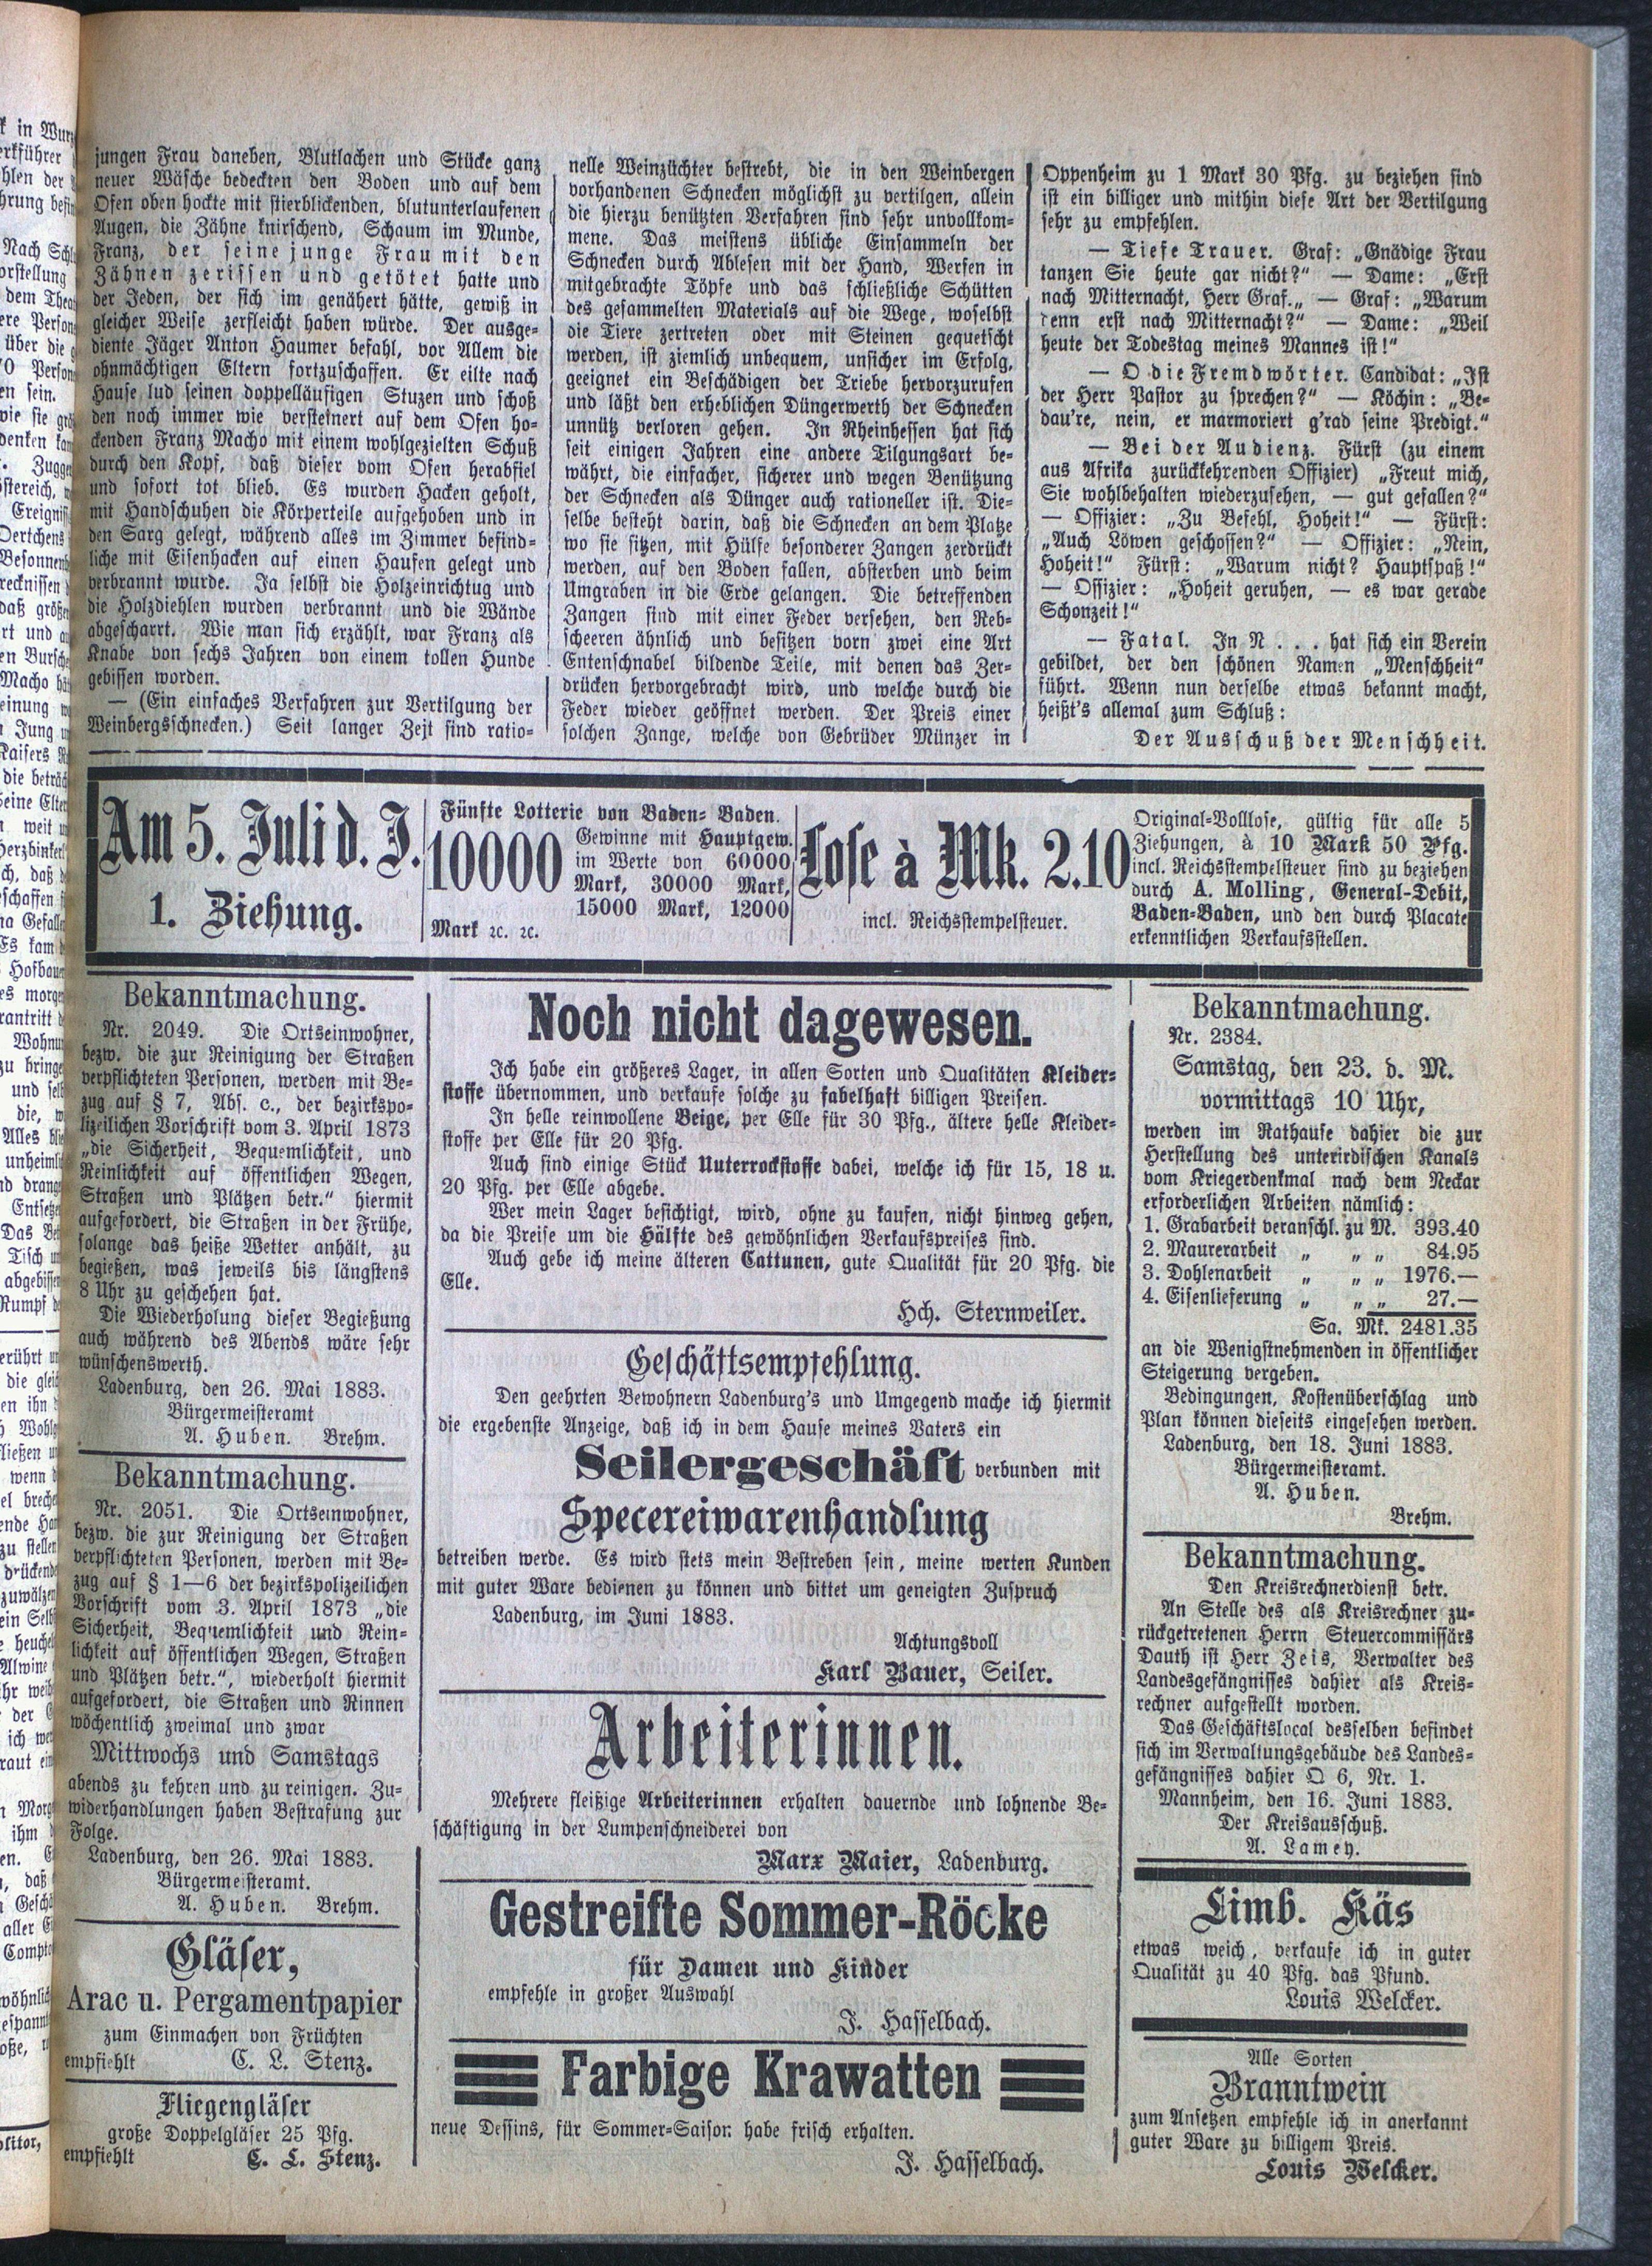 jungen Frau daneben, Blutlachen und Stücke ganz
neuer Wäsche bedeckten den Boden und auf dem
Ofen oben hockte mit stierblickenden, blutunterlaufenen
Augen, die Zähne knirschend, Schaum im Munde,
Franz, der seine junge Frau mit den
Zähnen zerissen und getötet hatte und
der Jeden, der sich im genähert hätte, gewiß in
gleicher Weise zerfleicht haben würde. Der ausge-
diente Jäger Anton Haumer befahl, vor Allem die
ohnmächtigen Eltern fortzuschaffen. Er eilte nach
Hause lud seinen doppelläufigen Stuzen und schoß
den noch immer wie versteinert auf dem Ofen ho-
ckenden Franz Macho mit einem wohlgezielten Schuß
durch den Kopf, daß dieser vom Ofen herabfiel
und sofort tot blieb. Es wurden Hacken geholt,
mit Handschuhen die Körperteile aufgehoben und in
den Sarg gelegt, während alles im Zimmer befind-
liche mit Eisenhacken auf einen Haufen gelegt und
verbrannt wurde. Ja selbst die Holzeinrichtug und
die Holzdiehlen wurden verbrannt und die Wände
abgescharrt. Wie man sich erzählt, war Franz als
Knabe von sechs Jahren von einem tollen Hunde
gebissen worden.
— (Ein einfaches Verfahren zur Vertilgung der
Weinbergsschnecken.) Seit langer Zejt sind ratio-
nelle Weinzüchter bestrebt, die in den Weinbergen
vorhandenen Schnecken möglichst zu vertilgen, allein
die hierzu benützten Verfahren sind sehr unvollkom-
mene. Das meistens übliche Einsammeln der
Schnecken durch Ablesen mit der Hand, Werfen in
mitgebrachte Töpfe und das schließliche Schütten
des gesammelten Materials auf die Wege, woselbst
die Tiere zertreten oder mit Steinen gequetscht
werden, ist ziemlich unbequem, unsicher im Erfolg,
geeignet ein Beschädigen der Triebe hervorzurufen
und läßt den erheblichen Düngerwerth der Schnecken
unnütz verloren gehen. In Rheinhessen hat sich
seit einigen Jahren eine andere Tilgungsart be-
währt, die einfacher, sicherer und wegen Benützung
der Schnecken als Dünger auch rationeller ist. Die-
selbe besteht darin, daß die Schnecken an dem Platze
wo sie sitzen, mit Hülfe besonderer Zangen zerdrückt
werden, auf den Boden fallen, absterben und beim
Umgraben in die Erde gelangen. Die betreffenden
Zangen sind mit einer Feder versehen, den Reb-
scheeren ähnlich und besitzen vorn zwei eine Art
Entenschnabel bildende Teile, mit denen das Zer-
drücken hervorgebracht wird, und welche durch die
Feder wieder geöffnet werden. Der Preis einer
solchen Zange, welche von Gebrüder Münzer in
Oppenheim zu 1 Mark 30 Pfg. zu beziehen sind
ist ein billiger und mithin diese Art der Vertilgung
sehr zu empfehlen.
— Tiefe Trauer. Graf: „Gnädige Frau
tanzen Sie heute gar nicht?“ — Dame: „Erst
nach Mitternacht, Herr Graf.„ — Graf: „Warum
denn erst nach Mitternacht?“ — Dame: „Weil
heute der Todestag meines Mannes ist!“
— O die Fremdwörter. Candidat: „Ist
der Herr Pastor zu sprechen?“ — Köchin: „Be-
dau're, nein, er marmoriert g'rad seine Predigt.“
— Bei der Audienz. Fürst (zu einem
aus Afrika zurückkehrenden Offizier) „Freut mich,
Sie wohlbehalten wiederzusehen, — gut gefallen?“
— Offizier: „Zu Befehl, Hoheit!“ — Fürst:
„Auch Löwen geschossen?“ — Offizier: „Nein,
Hoheit!“ Fürst: „Warum nicht? Hauptspaß!“
— Offizier: „Hoheit geruhen, — es war gerade
Schonzeit!“
— Fatal. In N . . . hat sich ein Verein
gebildet, der den schönen Namen „Menschheit“
führt. Wenn nun derselbe etwas bekannt macht,
heißt's allemal zum Schluß:
Der Ausschuß der Menschheit.
Am 5. Juli d. J.
1. Ziehung.
Fünfte Lotterie von Baden-Baden.
10000 Gewinne mit Hauptgew.
im Werte von 60000
Mark, 30000 Mark,
15000 Mark, 12000
Mark ꝛc. ꝛc.
Lose à Mk. 2.10
incl. Reichsstempelsteuer.
Original-Volllose, gültig für alle 5
Ziehungen, à 10 Mark 50 Pfg.
incl. Reichsstempelsteuer sind zu beziehen
durch A. Molling, General-Debit,
Baden-Baden, und den durch Placate
erkenntlichen Verkaufsstellen.
Bekanntmachung.
Nr. 2049. Die Ortseinwohner,
bezw. die zur Reinigung der Straßen
verpflichteten Personen, werden mit Be-
zug auf § 7, Abs. c., der bezirkspo-
lizeilichen Vorschrift vom 3. April 1873
„die Sicherheit, Bequemlichkeit, und
Reinlichkeit auf öffentlichen Wegen,
Straßen und Plätzen betr.“ hiermit
aufgefordert, die Straßen in der Frühe,
solange das heiße Wetter anhält, zu
begießen, was jeweils bis längstens
8 Uhr zu geschehen hat.
Die Wiederholung dieser Begießung
auch während des Abends wäre sehr
wünschenswerth.
Ladenburg, den 26. Mai 1883.
Bürgermeisteramt
A. Huben. Brehm.
Bekanntmachung.
Nr. 2051. Die Ortseinwohner,
bezw. die zur Reinigung der Straßen
verpflichteten Personen, werden mit Be-
zug auf § 1—6 der bezirkspolizeilichen
Vorschrift vom 3. April 1873 „die
Sicherheit, Bequemlichkeit und Rein-
lichkeit auf öffentlichen Wegen, Straßen
und Plätzen betr.“, wiederholt hiermit
aufgefordert, die Straßen und Rinnen
wöchentlich zweimal und zwar
Mittwochs und Samstags
abends zu kehren und zu reinigen. Zu-
widerhandlungen haben Bestrafung zur
Folge.
Ladenburg, den 26. Mai 1883.
Bürgermeisteramt.
A. Huben. Brehm.
Gläser,
Arac u. Pergamentpapier
zum Einmachen von Früchten
empfiehlt C. L. Stenz.
Fliegengläser
große Doppelgläser 25 Pfg.
empfiehlt C. L. Stenz.
Noch nicht dagewesen.
Ich habe ein größeres Lager, in allen Sorten und Qualitäten Kleider-
stoffe übernommen, und verkaufe solche zu fabelhaft billigen Preisen.
In helle reinwollene Beige, per Elle für 30 Pfg., ältere helle Kleider-
stoffe per Elle für 20 Pfg.
Auch sind einige Stück Unterrockstoffe dabei, welche ich für 15, 18 u.
20 Pfg. per Elle abgebe.
Wer mein Lager besichtigt, wird, ohne zu kaufen, nicht hinweg gehen,
da die Preise um die Hälfte des gewöhnlichen Verkaufspreises sind.
Auch gebe ich meine älteren Cattunen, gute Qualität für 20 Pfg. die
Elle.
Hch. Sternweiler.
Geschäftsempfehlung.
Den geehrten Bewohnern Ladenburg's und Umgegend mache ich hiermit
die ergebenste Anzeige, daß ich in dem Hause meines Vaters ein
Seilergeschäft verbunden mit
Specereiwarenhandlung
betreiben werde. Es wird stets mein Bestreben sein, meine werten Kunden
mit guter Ware bedienen zu können und bittet um geneigten Zuspruch
Ladenburg, im Juni 1883.
Achtungsvoll
Karl Bauer, Seiler.
Arbeiterinnen.
Mehrere fleißige Arbeiterinnen erhalten dauernde und lohnende Be-
schäftigung in der Lumpenschneiderei von
Marx Maier, Ladenburg.
Gestreifte Sommer-Röcke
für Damen und Kinder
empfehle in großer Auswahl
J. Hasselbach.
Farbige Krawatten
neue Dessins, für Sommer-Saison habe frisch erhalten.
J. Hasselbach.
Bekanntmachung.
Nr. 2384.
Samstag, den 23. d. M.
vormittags 10 Uhr,
werden im Rathause dahier die zur
Herstellung des unterirdischen Kanals
vom Kriegerdenkmal nach dem Neckar
erforderlichen Arbeiten nämlich:
1. Grabarbeit veranschl. zu M. 393.40
2. Maurerarbeit „ „ „ 84.95
3. Dohlenarbeit „ „ „ 1976.—
4. Eisenlieferung „ „ „ 27.—
Sa. Mk. 2481.35
an die Wenigstnehmenden in öffentlicher
Steigerung vergeben.
Bedingungen, Kostenüberschlag und
Plan können dieseits eingesehen werden.
Ladenburg, den 18. Juni 1883.
Bürgermeisteramt.
A. Huben.
Brehm.
Bekanntmachung.
Den Kreisrechnerdienst betr.
An Stelle des als Kreisrechner zu-
rückgetretenen Herrn Steuercommissärs
Dauth ist Herr Zeis, Verwalter des
Landesgefängnisses dahier als Kreis-
rechner aufgestellt worden.
Das Geschäftslocal desselben befindet
sich im Verwaltungsgebäude des Landes-
gefängnisses dahier Q 6, Nr. 1.
Mannheim, den 16. Juni 1883.
Der Kreisausschuß.
A. Lamey.
Limb. Käs
etwas weich, verkaufe ich in guter
Qualität zu 40 Pfg. das Pfund.
Louis Welcker.
Alle Sorten
Branntwein
zum Ansetzen empfehle ich in anerkannt
guter Ware zu billigem Preis.
Louis Welcker.